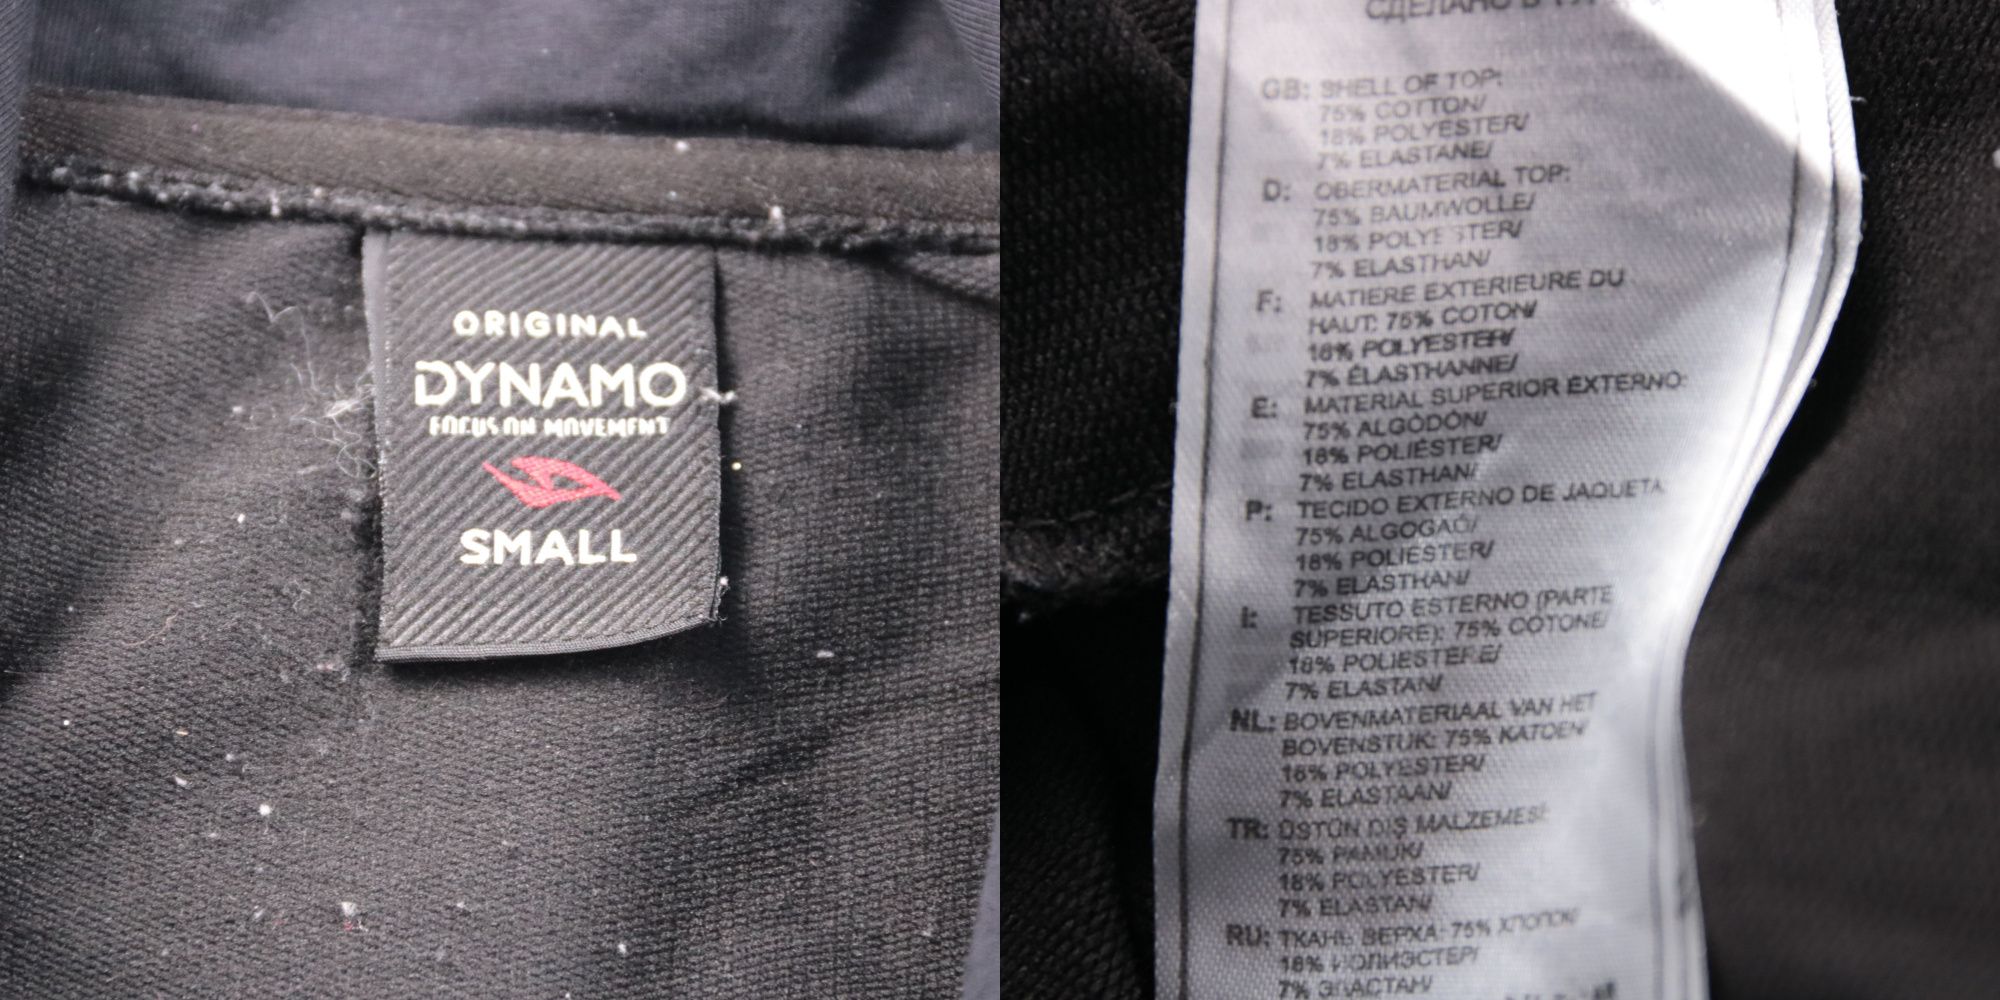 ORIGINAL
DYNAMO
FOCUS ON MOVEMENT
SMALL
СДЕЛАНО В
GB: SHELL OF TOP:
75% COTTON/
18% POLYESTER/
7% ELASTANE/
D: OBERMATERIAL TOP:
75% BAUMWOLLE/
18% POLYESTER/
7% ELASTHAN/
F: MATIERE EXTERIEURE DU
HAUT: 75% COTON/
18% POLYESTER/
7% ÉLASTHANNE/
E: MATERIAL SUPERIOR EXTERNO:
75% ALGÒDÓN/
18% POLIÉSTER/
7% ELASTHAN/
P: TECIDO EXTERNO DE JAQUETA
75% ALGOGAÓ/
18% POLIÉSTER/
7% ELASTHAN/
I: TESSUTO ESTERNO (PARTE
SUPERIORE): 75% COTONE/
18% POLIESTERE/
7% ELASTAN/
NL: BOVENMATERIAAL VAN HET
BOVENSTUK: 75% KATOEN/
18% POLYESTER/
7% ELASTAAN/
TR: ÜSTÜN DIŞ MALZEMESI
75% PAMUK/
18% POLYESTER/
7% ELASTAN/
RU: ТКАНЬ ВЕРХА: 75% ХЛОПОК/
18% ПОЛИЭСТЕР/
7% ЭЛАСТАН/